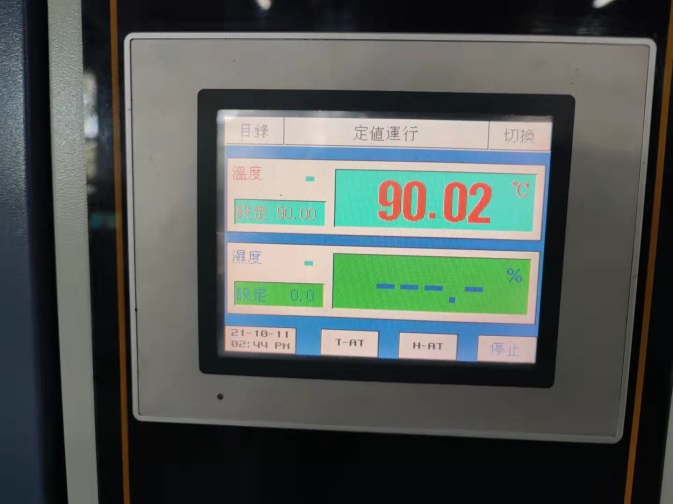 目錄 定值運行 切換
溫度
℃
90.02
設定 90.00
濕度
%
----.-
設定 0.0
21-10-11
02:44 PM
T-AT H-AT 停止